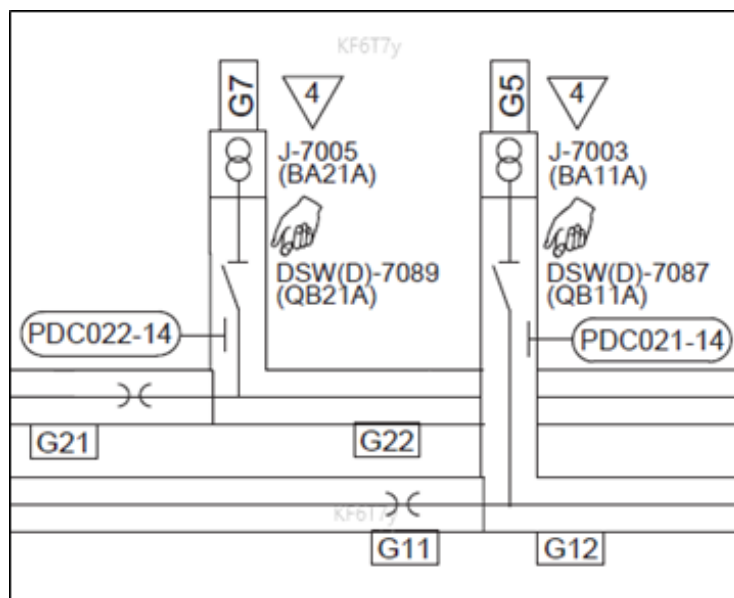 KF6T7y
G7
4
G5
4
J-7005
(BA21A)
J-7003
(BA11A)
DSW(D)-7089
(QB21A)
DSW(D)-7087
(QB11A)
PDC022-14
PDC021-14
G21
G22
KF6T7y
G11
G12